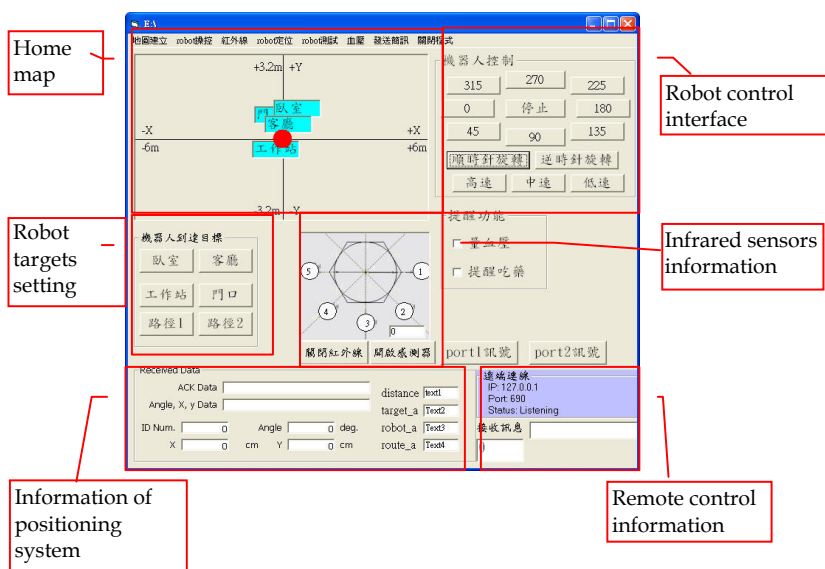 E:\
地圖建立 robot操控 紅外線 robot定位 robot測試 血壓 發送簡訊 關閉程式
Home
map
+3.2m +Y
門
臥室
客廳
-X
+X
-6m
+6m
工作站
-3.2m -Y
機器人控制
315 270 225
0 停止 180
45 90 135
順時針旋轉 逆時針旋轉
高速 中速 低速
Robot control
interface
Robot
targets
setting
機器人到達目標
臥室 客廳
工作站 門口
路徑1 路徑2
5
1
4
2
3
0
關閉紅外線 開啟感測器
提醒功能
量血壓
提醒吃藥
Infrared sensors
information
port1訊號 port2訊號
Received Data
ACK Data
Angle, X, y Data
ID Num. 0 Angle 0 deg.
X 0 cm Y 0 cm
distance text1
target_a Text2
robot_a Text3
route_a Text4
遠端連線
IP: 127.0.0.1
Port: 690
Status: Listening
接收訊息
0
Information of
positioning
system
Remote control
information